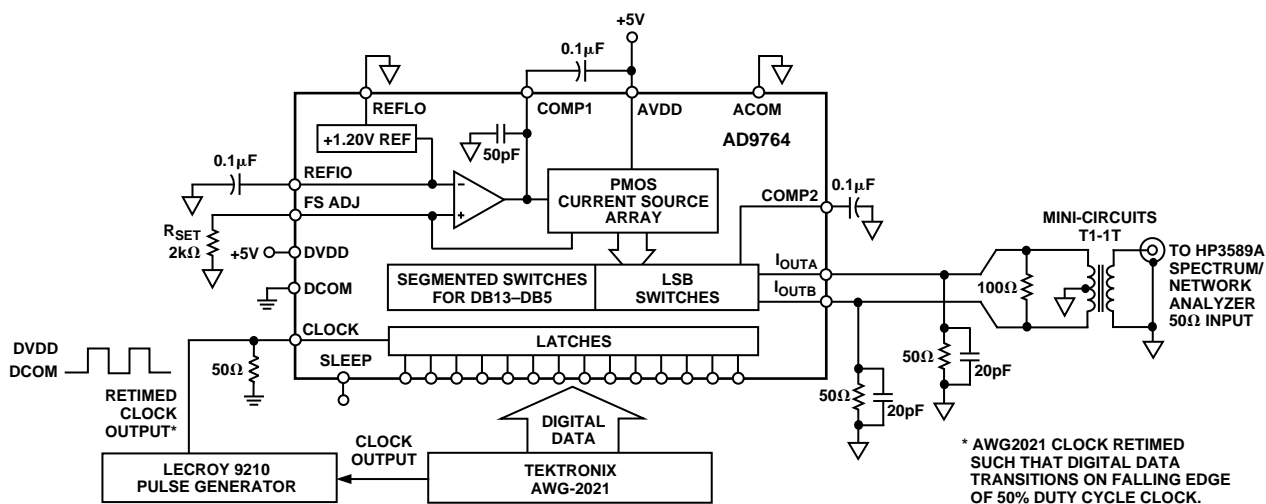 +5V
0.1µF
REFLO
COMP1
AVDD
ACOM
AD9764
+1.20V REF
50pF
0.1µF
REFIO
–
PMOS
CURRENT SOURCE
ARRAY
COMP2
0.1µF
FS ADJ
+
MINI-CIRCUITS
T1-1T
RSET
2kΩ
+5V
DVDD
DCOM
SEGMENTED SWITCHES
FOR DB13–DB5
LSB
SWITCHES
IOUTA
IOUTB
100Ω
TO HP3589A
SPECTRUM/
NETWORK
ANALYZER
50Ω INPUT
CLOCK
LATCHES
DVDD
DCOM
50Ω
SLEEP
50Ω
20pF
50Ω
20pF
RETIMED
CLOCK
OUTPUT*
DIGITAL
DATA
CLOCK
OUTPUT
LECROY 9210
PULSE GENERATOR
TEKTRONIX
AWG-2021
* AWG2021 CLOCK RETIMED
SUCH THAT DIGITAL DATA
TRANSITIONS ON FALLING EDGE
OF 50% DUTY CYCLE CLOCK.